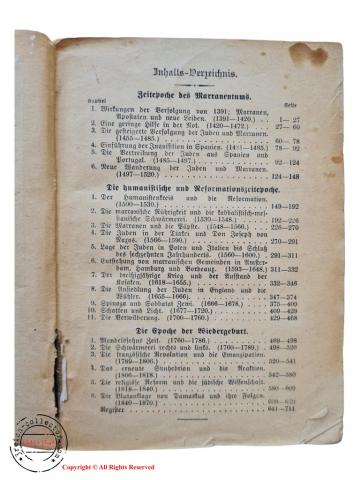 Inhalts-Verzeichnis.
Zeitepoche des Marranentums.
Kapitel Seite
1. Wirkungen der Verfolgung von 1391; Marranen,
Apostaten und neue Leiden. (1391—1420.) 1— 27
2. Eine geringe Hilfe in der Not. (1420—1472.) 27— 60
3. Die gesteigerte Verfolgung der Juden und Marranen.
(1455—1485.) 60— 78
4. Einführung der Inquisition in Spanien. (1411—1485.) 78— 92
5. Die Vertreibung der Juden aus Spanien und
Portugal. (1485—1497.) 92—124
6. Neue Wanderung der Juden und Marranen.
(1497—1520.) 124—148
Die humanistische und Reformationszeitepoche.
1. Der Humanistenkreis und die Reformation.
(1500—1530.) 149—192
2. Die marranische Rührigkeit und die kabbalistisch-mes-
sianische Schwärmerei. (1530—1548.) 192—226
3. Die Marranen und die Päpste. (1548—1566.) 226—270
4. Die Juden in der Türkei und Don Joseph von
Naxos. (1566—1590.) 270—291
5. Lage der Juden in Polen und Italien bis Schluß
des sechzehnten Jahrhunderts. (1560—1600.) 291—311
6. Entstehung von marranischen Gemeinden in Amster-
dam, Hamburg und Bordeaux. (1593—1648.) 311—332
7. Der dreißigjährige Krieg und der Aufstand der
Kosaken. (1618—1655.) 332—346
8. Die Ansiedlung der Juden in England und die
Wühler. (1655—1666.) 347—374
9. Spinoza und Sabbatai Zewi. (1666—1678.) 375—409
10. Schatten und Licht. (1677—1720.) 409—429
11. Die Verwilderung. (1700—1760.) 429—468
Die Epoche der Wiedergeburt.
1. Mendelssohns Zeit. (1760—1786.) 469—498
2. Die Schwärmerei rechts und links. (1760—1789.) 498—520
3. Die französische Revolution und die Emanzipation.
(1789—1806.) 520—541
4. Das erneute Synhedrion und die Reaktion.
(1806—1818.) 542—580
5. Die religiöse Reform und die jüdische Wissenschaft.
(1818—1840.) 580—600
6. Die Blutanklage von Damaskus und ihre Folgen.
(1840—1870.)
Register 641—711
Copyright © All Rights Reserved